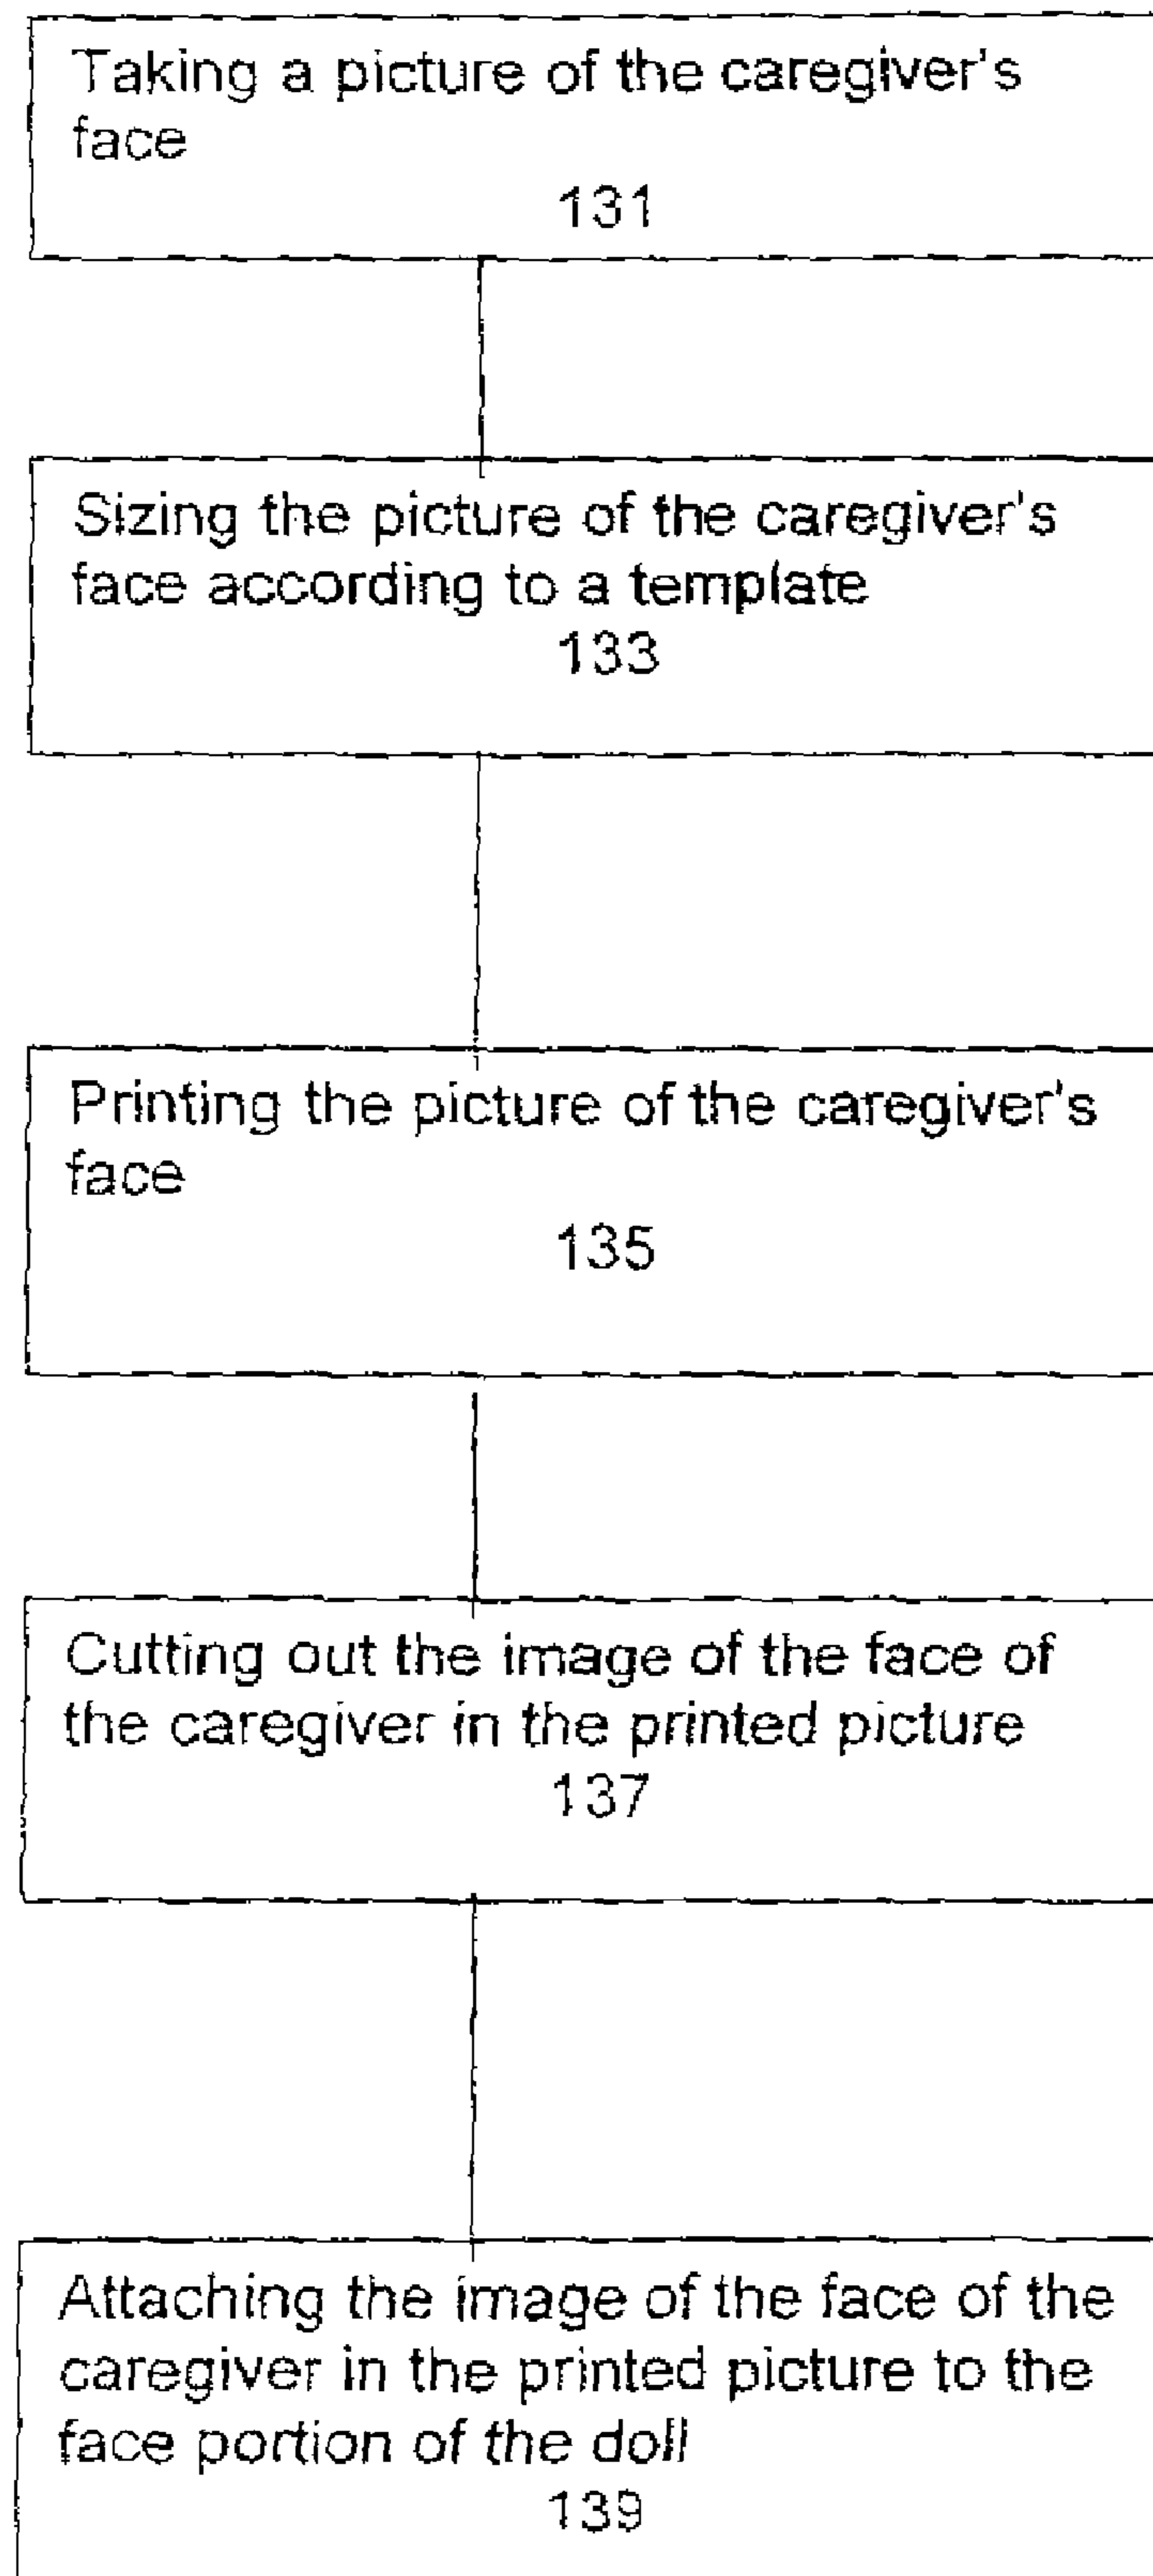 Taking a picture of the caregiver's
face
131
Sizing the picture of the caregiver's
face according to a template
133
Printing the picture of the caregiver's
face
135
Cutting out the image of the face of
the caregiver in the printed picture
137
Attaching the image of the face of the
caregiver in the printed picture to the
face portion of the doll
139